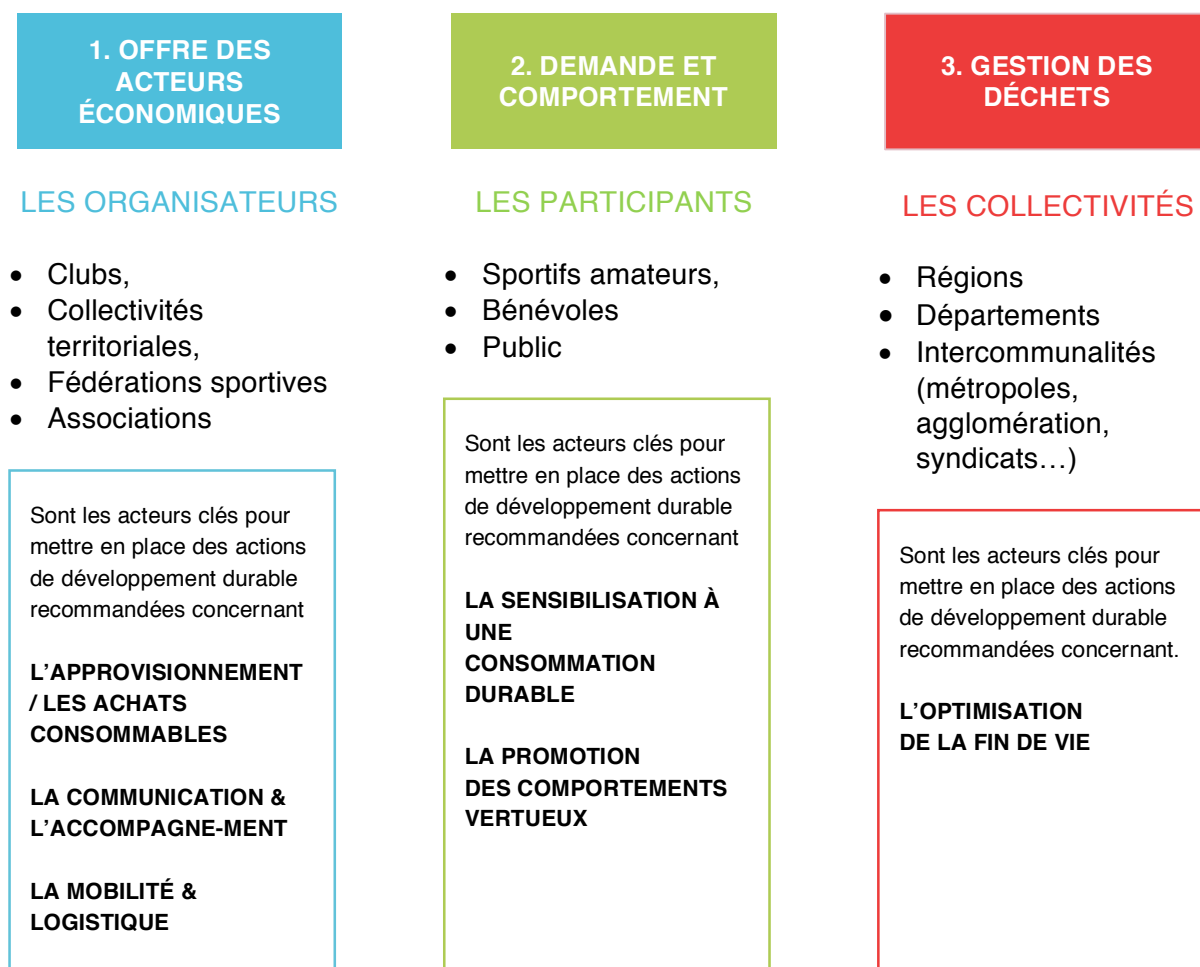 1. OFFRE DES
ACTEURS
ÉCONOMIQUES
LES ORGANISATEURS
• Clubs,
• Collectivités
territoriales,
• Fédérations sportives
• Associations
Sont les acteurs clés pour
mettre en place des actions
de développement durable
recommandées concernant
L’APPROVISIONNEMENT
/ LES ACHATS
CONSOMMABLES
LA COMMUNICATION &
L’ACCOMPAGNE-MENT
LA MOBILITÉ &
LOGISTIQUE
2. DEMANDE ET
COMPORTEMENT
LES PARTICIPANTS
• Sportifs amateurs,
• Bénévoles
• Public
Sont les acteurs clés pour
mettre en place des actions
de développement durable
recommandées concernant
LA SENSIBILISATION À
UNE
CONSOMMATION
DURABLE
LA PROMOTION
DES COMPORTEMENTS
VERTUEUX
3. GESTION DES
DÉCHETS
LES COLLECTIVITÉS
• Régions
• Départements
• Intercommunalités
(métropoles,
agglomération,
syndicats…)
Sont les acteurs clés pour
mettre en place des actions
de développement durable
recommandées concernant.
L’OPTIMISATION
DE LA FIN DE VIE